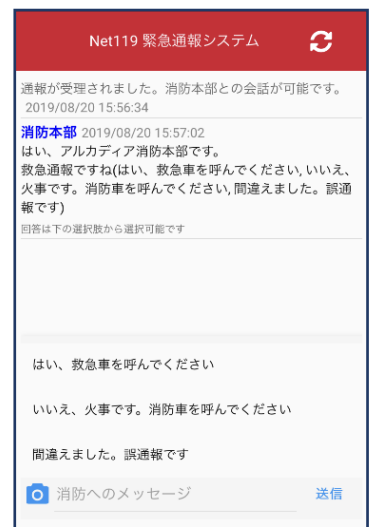 Net119 緊急通報システム
通報が受理されました。消防本部との会話が可能です。
2019/08/20 15:56:34
消防本部 2019/08/20 15:57:02
はい、アルカディア消防本部です。
救急通報ですね(はい、救急車を呼んでください, いいえ、
火事です。消防車を呼んでください, 間違えました。誤通
報です)
回答は下の選択肢から選択可能です
はい、救急車を呼んでください
いいえ、火事です。消防車を呼んでください
間違えました。誤通報です
消防へのメッセージ 送信